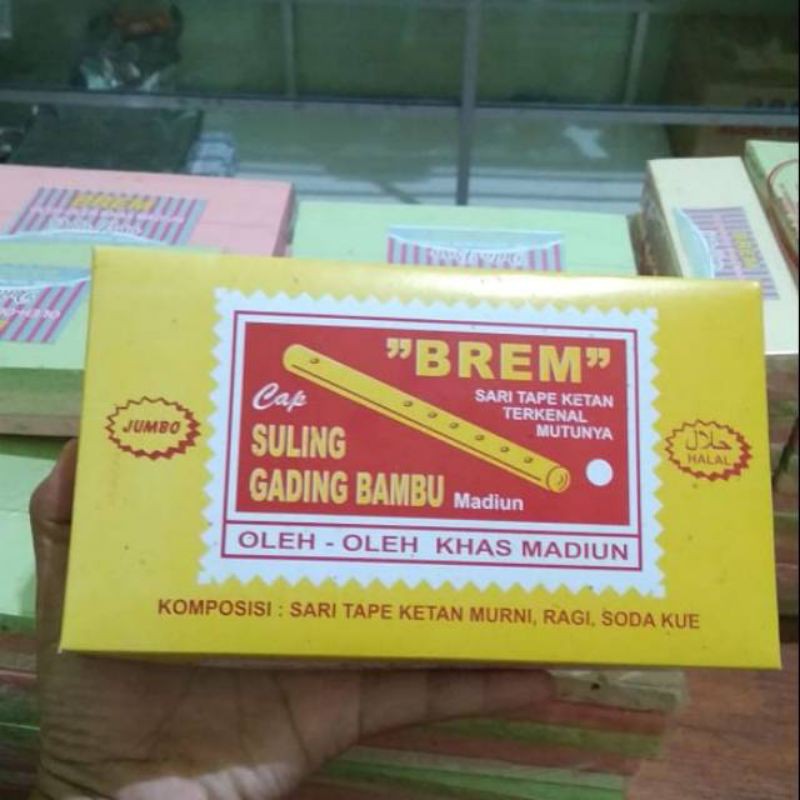 BREM
"BREM"
SARI TAPE KETAN
TERKENAL
MUTUNYA
Cap
SULING
GADING BAMBU Madiun
JUMBO
حلال
HALAL
OLEH - OLEH KHAS MADIUN
KOMPOSISI : SARI TAPE KETAN MURNI, RAGI, SODA KUE